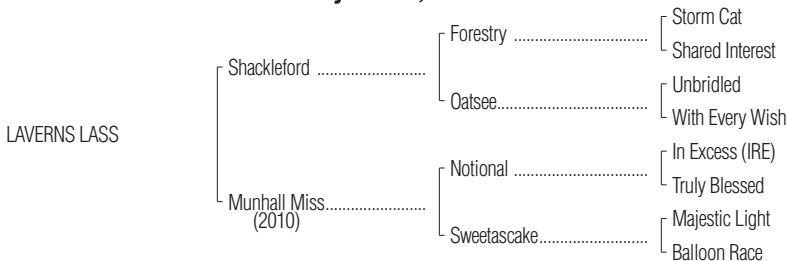 Storm Cat
Forestry ..............................
Shared Interest
Shackleford ........................
Unbridled
Oatsee.................................
With Every Wish
LAVERNS LASS
In Excess (IRE)
Notional ..............................
Truly Blessed
Munhall Miss......................
(2010)
Majestic Light
Sweetascake........................
Balloon Race